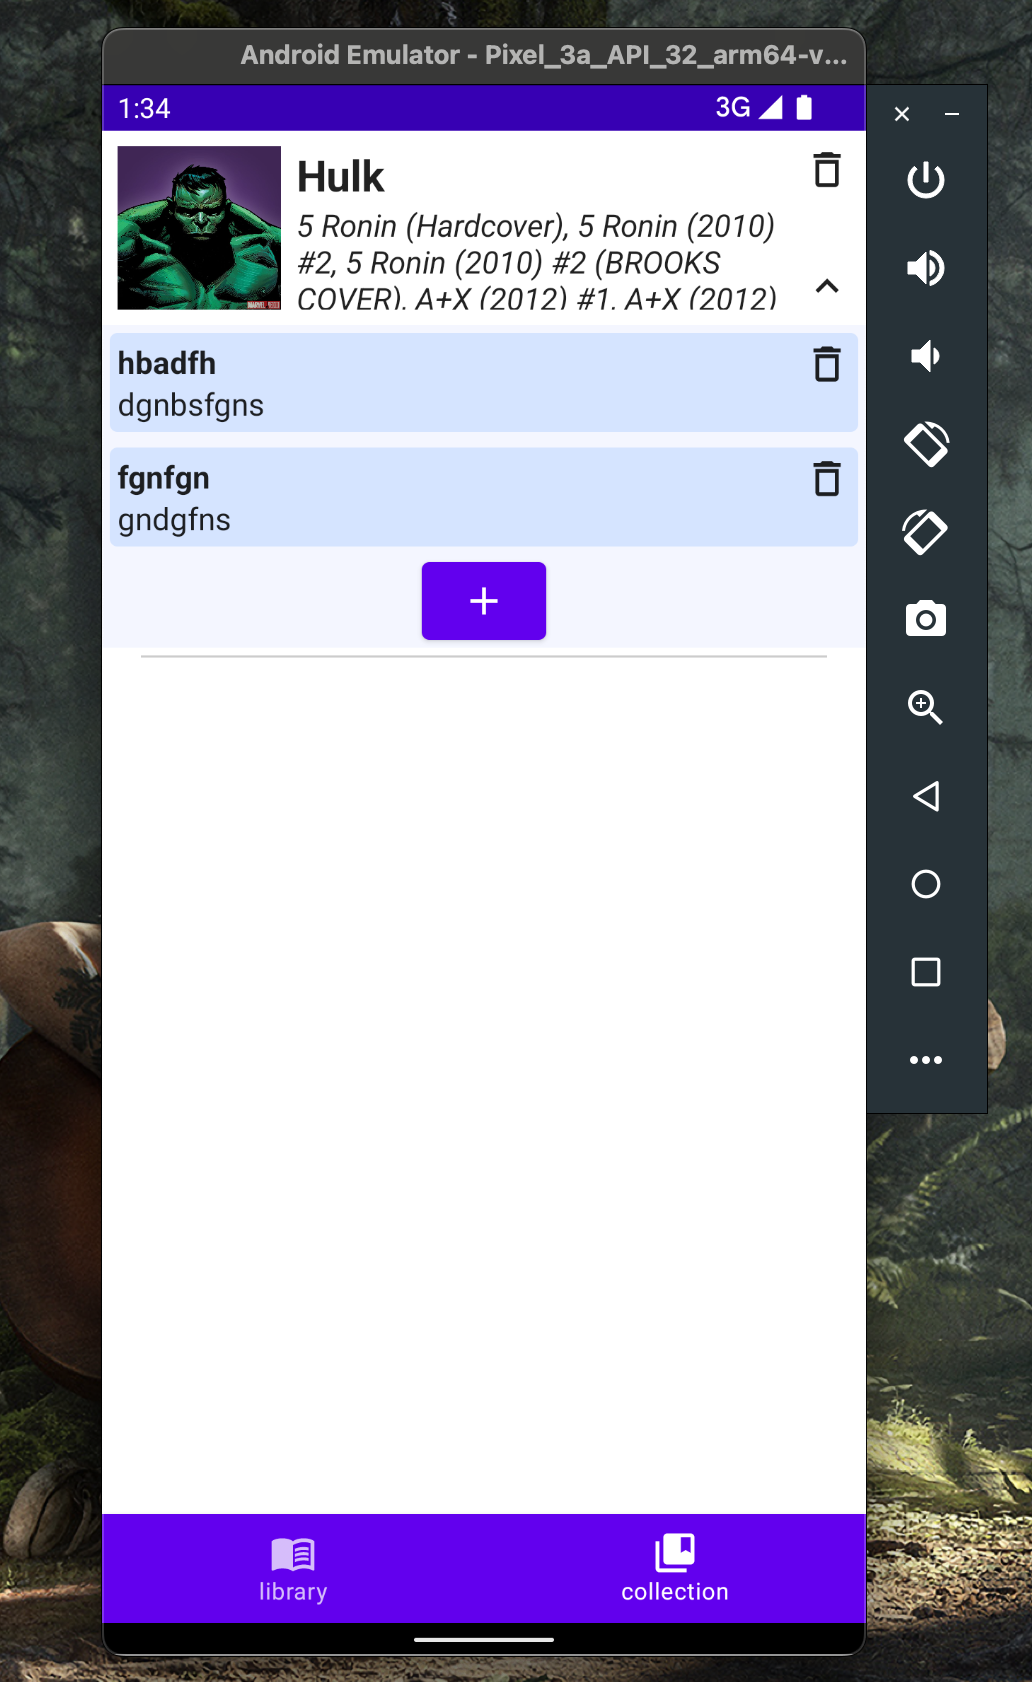 Android Emulator - Pixel_3a_API_32_arm64-v...
1:34
3G
Hulk
5 Ronin (Hardcover), 5 Ronin (2010)
#2, 5 Ronin (2010) #2 (BROOKS
COVER), A+X (2012) #1, A+X (2012)
MARVEL
hbadfh
dgnbsfgns
fgnfgn
gndgfns
library
collection